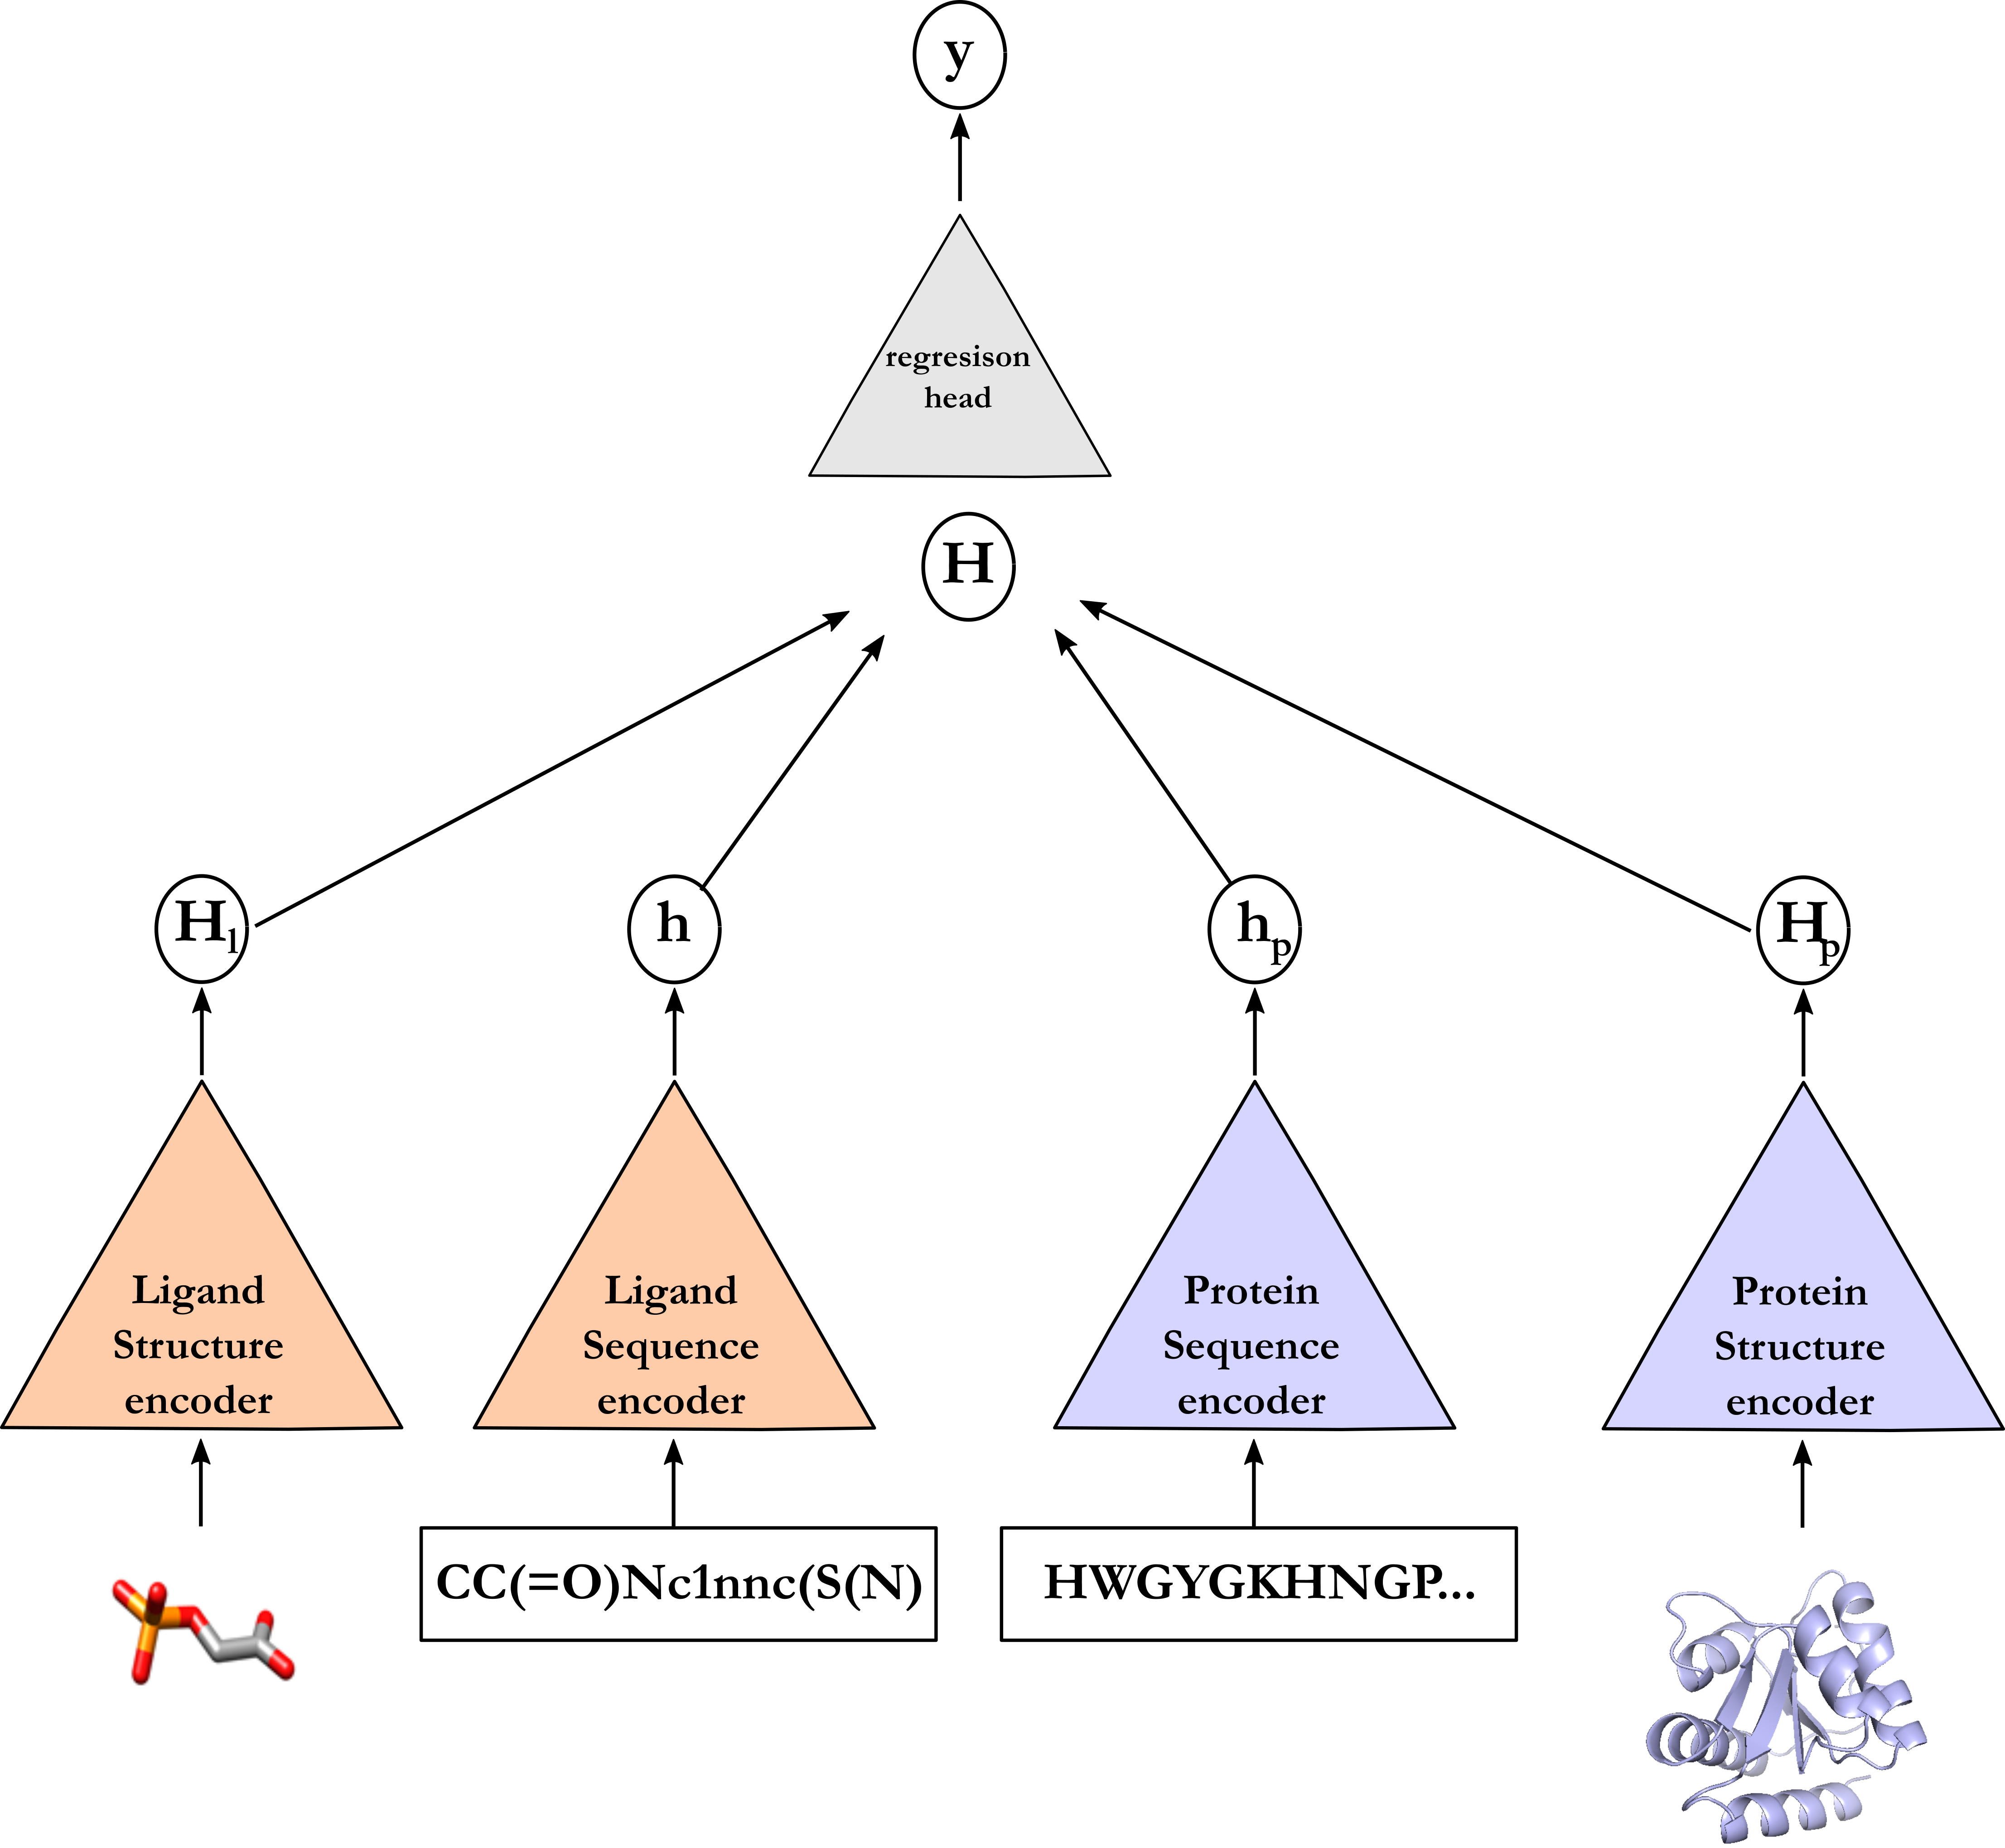 y
regresison
head
H
H_l
h
h_p
H_p
Ligand
Structure
encoder
Ligand
Sequence
encoder
Protein
Sequence
encoder
Protein
Structure
encoder
CC(=O)Nc1nnc(S(N)
HWGYGKHNGP...